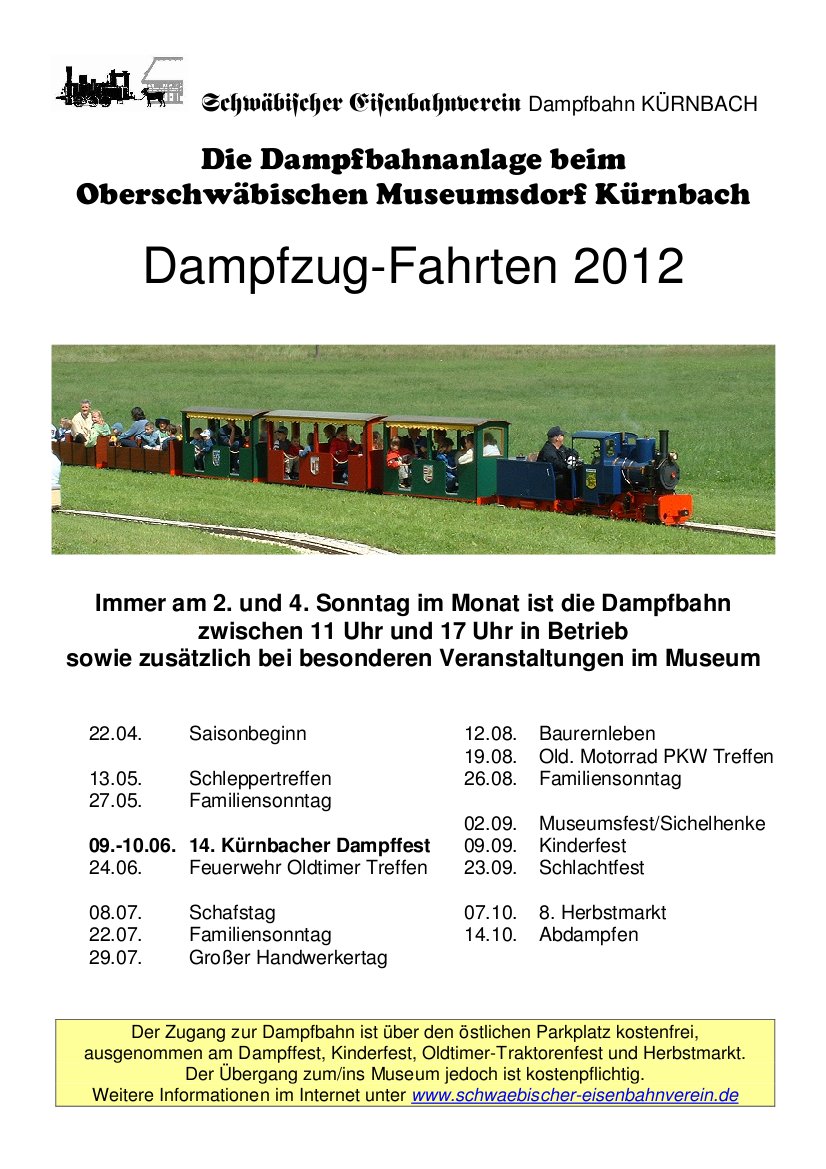 Schwäbischer Eisenbahnverein Dampfbahn KÜRNBACH
Die Dampfbahnanlage beim
Oberschwäbischen Museumsdorf Kürnbach
Dampfzug-Fahrten 2012
Immer am 2. und 4. Sonntag im Monat ist die Dampfbahn
zwischen 11 Uhr und 17 Uhr in Betrieb
sowie zusätzlich bei besonderen Veranstaltungen im Museum
22.04. Saisonbeginn
13.05. Schleppertreffen
27.05. Familiensonntag
09.-10.06. 14. Kürnbacher Dampffest
24.06. Feuerwehr Oldtimer Treffen
08.07. Schafstag
22.07. Familiensonntag
29.07. Großer Handwerkertag
12.08. Baurernleben
19.08. Old. Motorrad PKW Treffen
26.08. Familiensonntag
02.09. Museumsfest/Sichelhenke
09.09. Kinderfest
23.09. Schlachtfest
07.10. 8. Herbstmarkt
14.10. Abdampfen
Der Zugang zur Dampfbahn ist über den östlichen Parkplatz kostenfrei,
ausgenommen am Dampffest, Kinderfest, Oldtimer-Traktorenfest und Herbstmarkt.
Der Übergang zum/ins Museum jedoch ist kostenpflichtig.
Weitere Informationen im Internet unter www.schwaebischer-eisenbahnverein.de